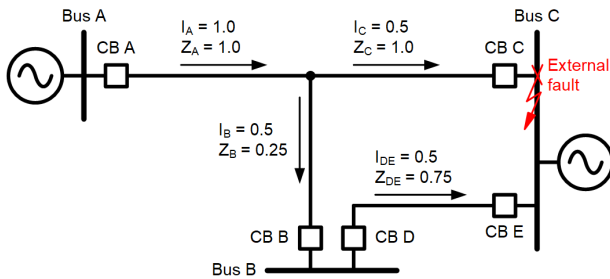 Bus A
Bus C
CB A
I_A = 1.0
Z_A = 1.0
I_C = 0.5
Z_C = 1.0
CB C
External
fault
I_B = 0.5
Z_B = 0.25
I_DE = 0.5
Z_DE = 0.75
CB B
CB D
CB E
Bus B